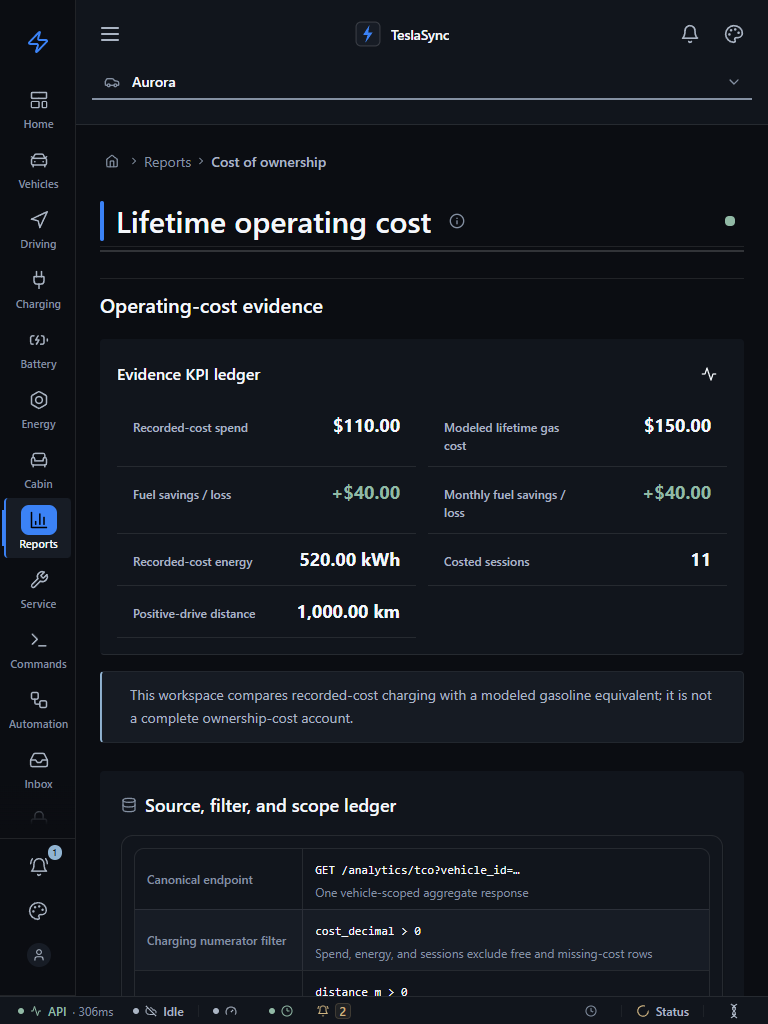 TeslaSync
Aurora
Home
Vehicles
Driving
Charging
Battery
Energy
Cabin
Reports
Service
Commands
Automation
Inbox
1
Reports
Cost of ownership
Lifetime operating cost
Operating-cost evidence
Evidence KPI ledger
Recorded-cost spend
$110.00
Modeled lifetime gas
cost
$150.00
Fuel savings / loss
+$40.00
Monthly fuel savings /
loss
+$40.00
Recorded-cost energy
520.00 kWh
Costed sessions
11
Positive-drive distance
1,000.00 km
This workspace compares recorded-cost charging with a modeled gasoline equivalent; it is not
a complete ownership-cost account.
Source, filter, and scope ledger
Canonical endpoint
GET /analytics/tco?vehicle_id=…
One vehicle-scoped aggregate response
Charging numerator filter
cost_decimal > 0
Spend, energy, and sessions exclude free and missing-cost rows
distance_m > 0
API · 306ms
Idle
2
Status